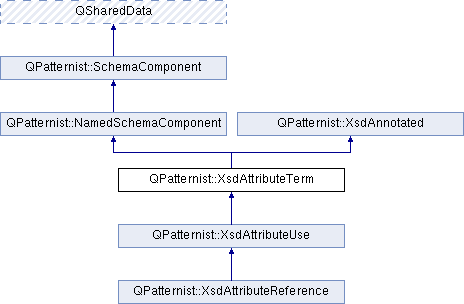 QSharedData
QPatternist::SchemaComponent
QPatternist::NamedSchemaComponent
QPatternist::XsdAnnotated
QPatternist::XsdAttributeTerm
QPatternist::XsdAttributeUse
QPatternist::XsdAttributeReference